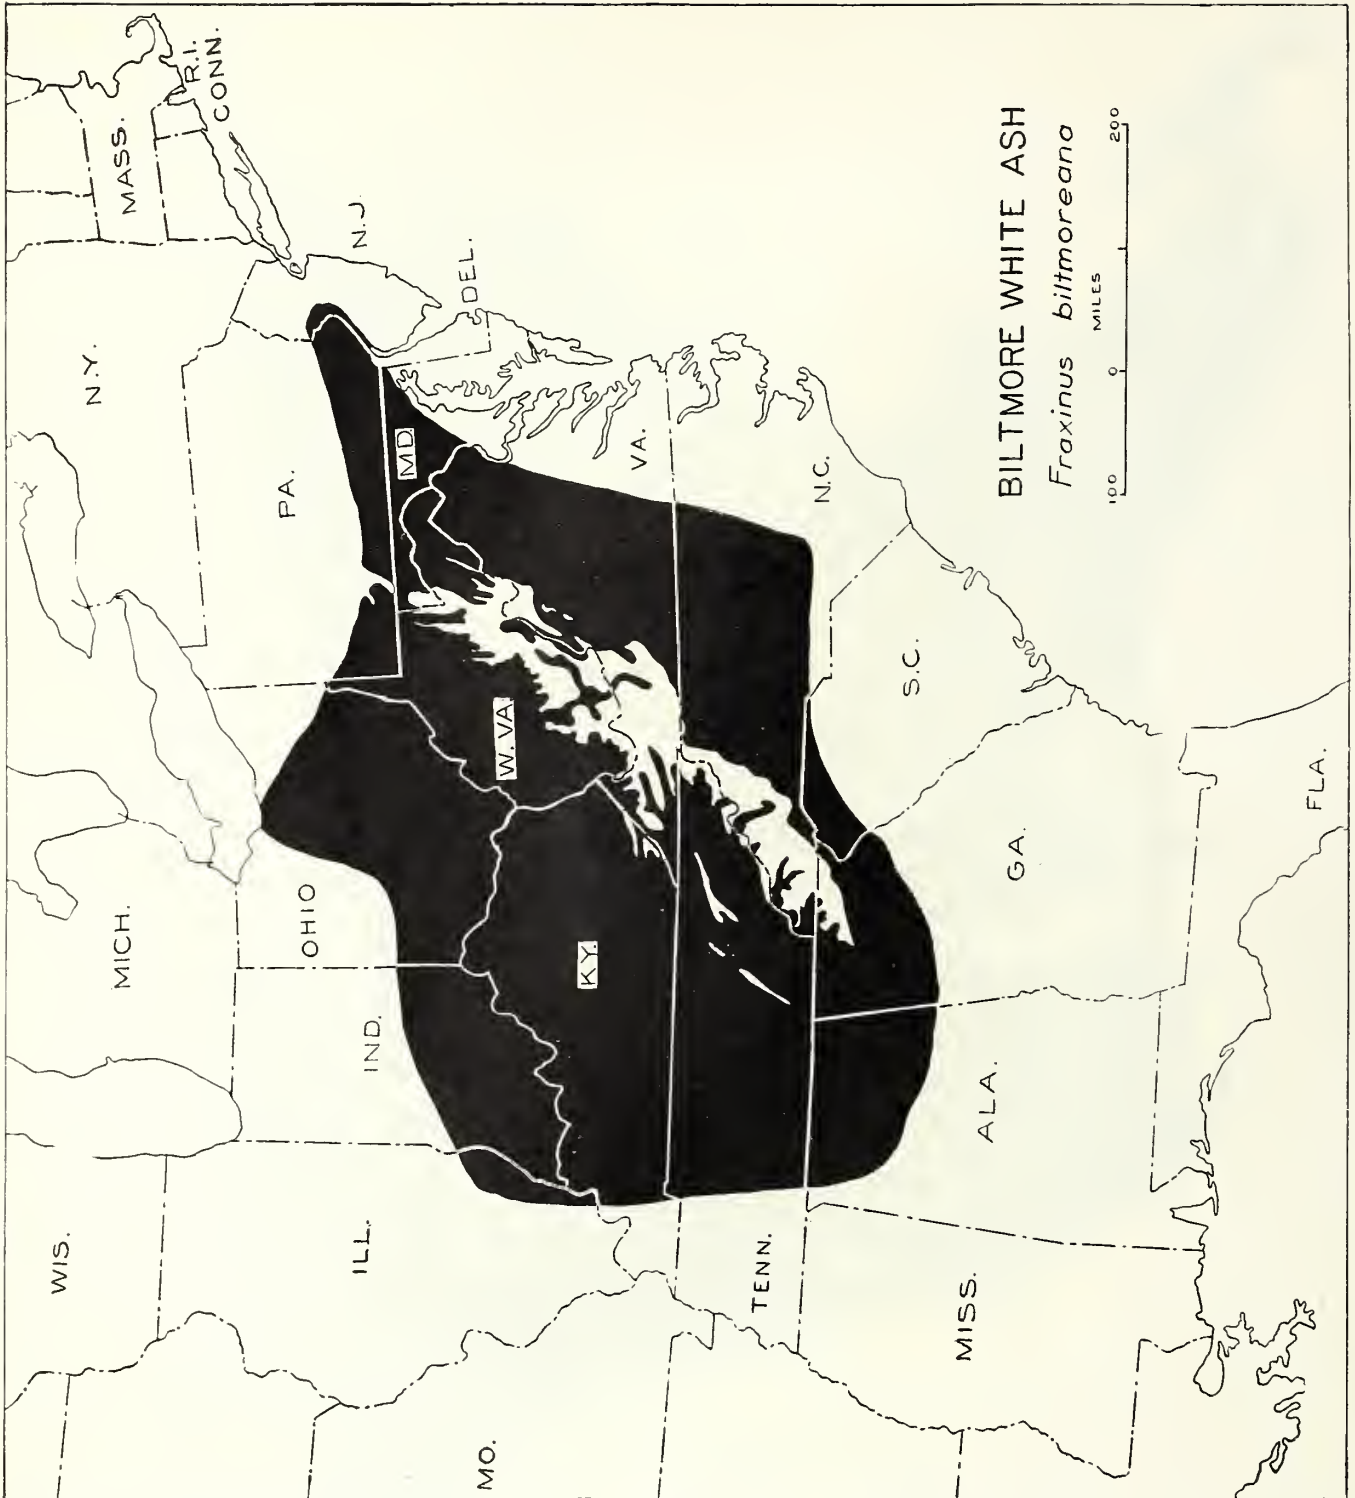 BILTMORE WHITE ASH
Fraxinus biltmoreana
MILES
100 0 200
WIS.
MICH.
N.Y.
MASS.
R.I.
CONN.
N.J
PA.
OHIO
IND.
ILL.
MO.
DEL.
MD.
W.VA.
KY.
VA.
N.C.
TENN.
S.C.
GA.
ALA.
MISS.
FLA.